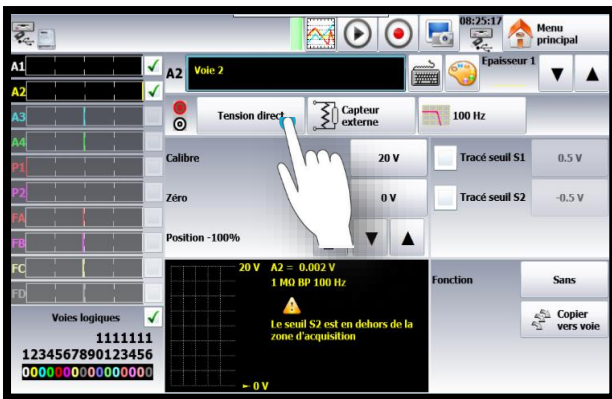 08:25:17
Menu
principal
A1
A2
A3
A4
P1
P2
FA
FB
FC
FD
Voies logiques
1111111
1234567890123456
0000000000000000
A2 Voie 2
Epaisseur 1
Tension direct
Capteur
externe
100 Hz
Calibre 20 V
Zéro 0 V
Position -100%
Tracé seuil S1 0.5 V
Tracé seuil S2 -0.5 V
20 V A2 = 0.002 V
1 MΩ BP 100 Hz
Le seuil S2 est en dehors de la
zone d'acquisition
0 V
Fonction Sans
Copier
vers voie